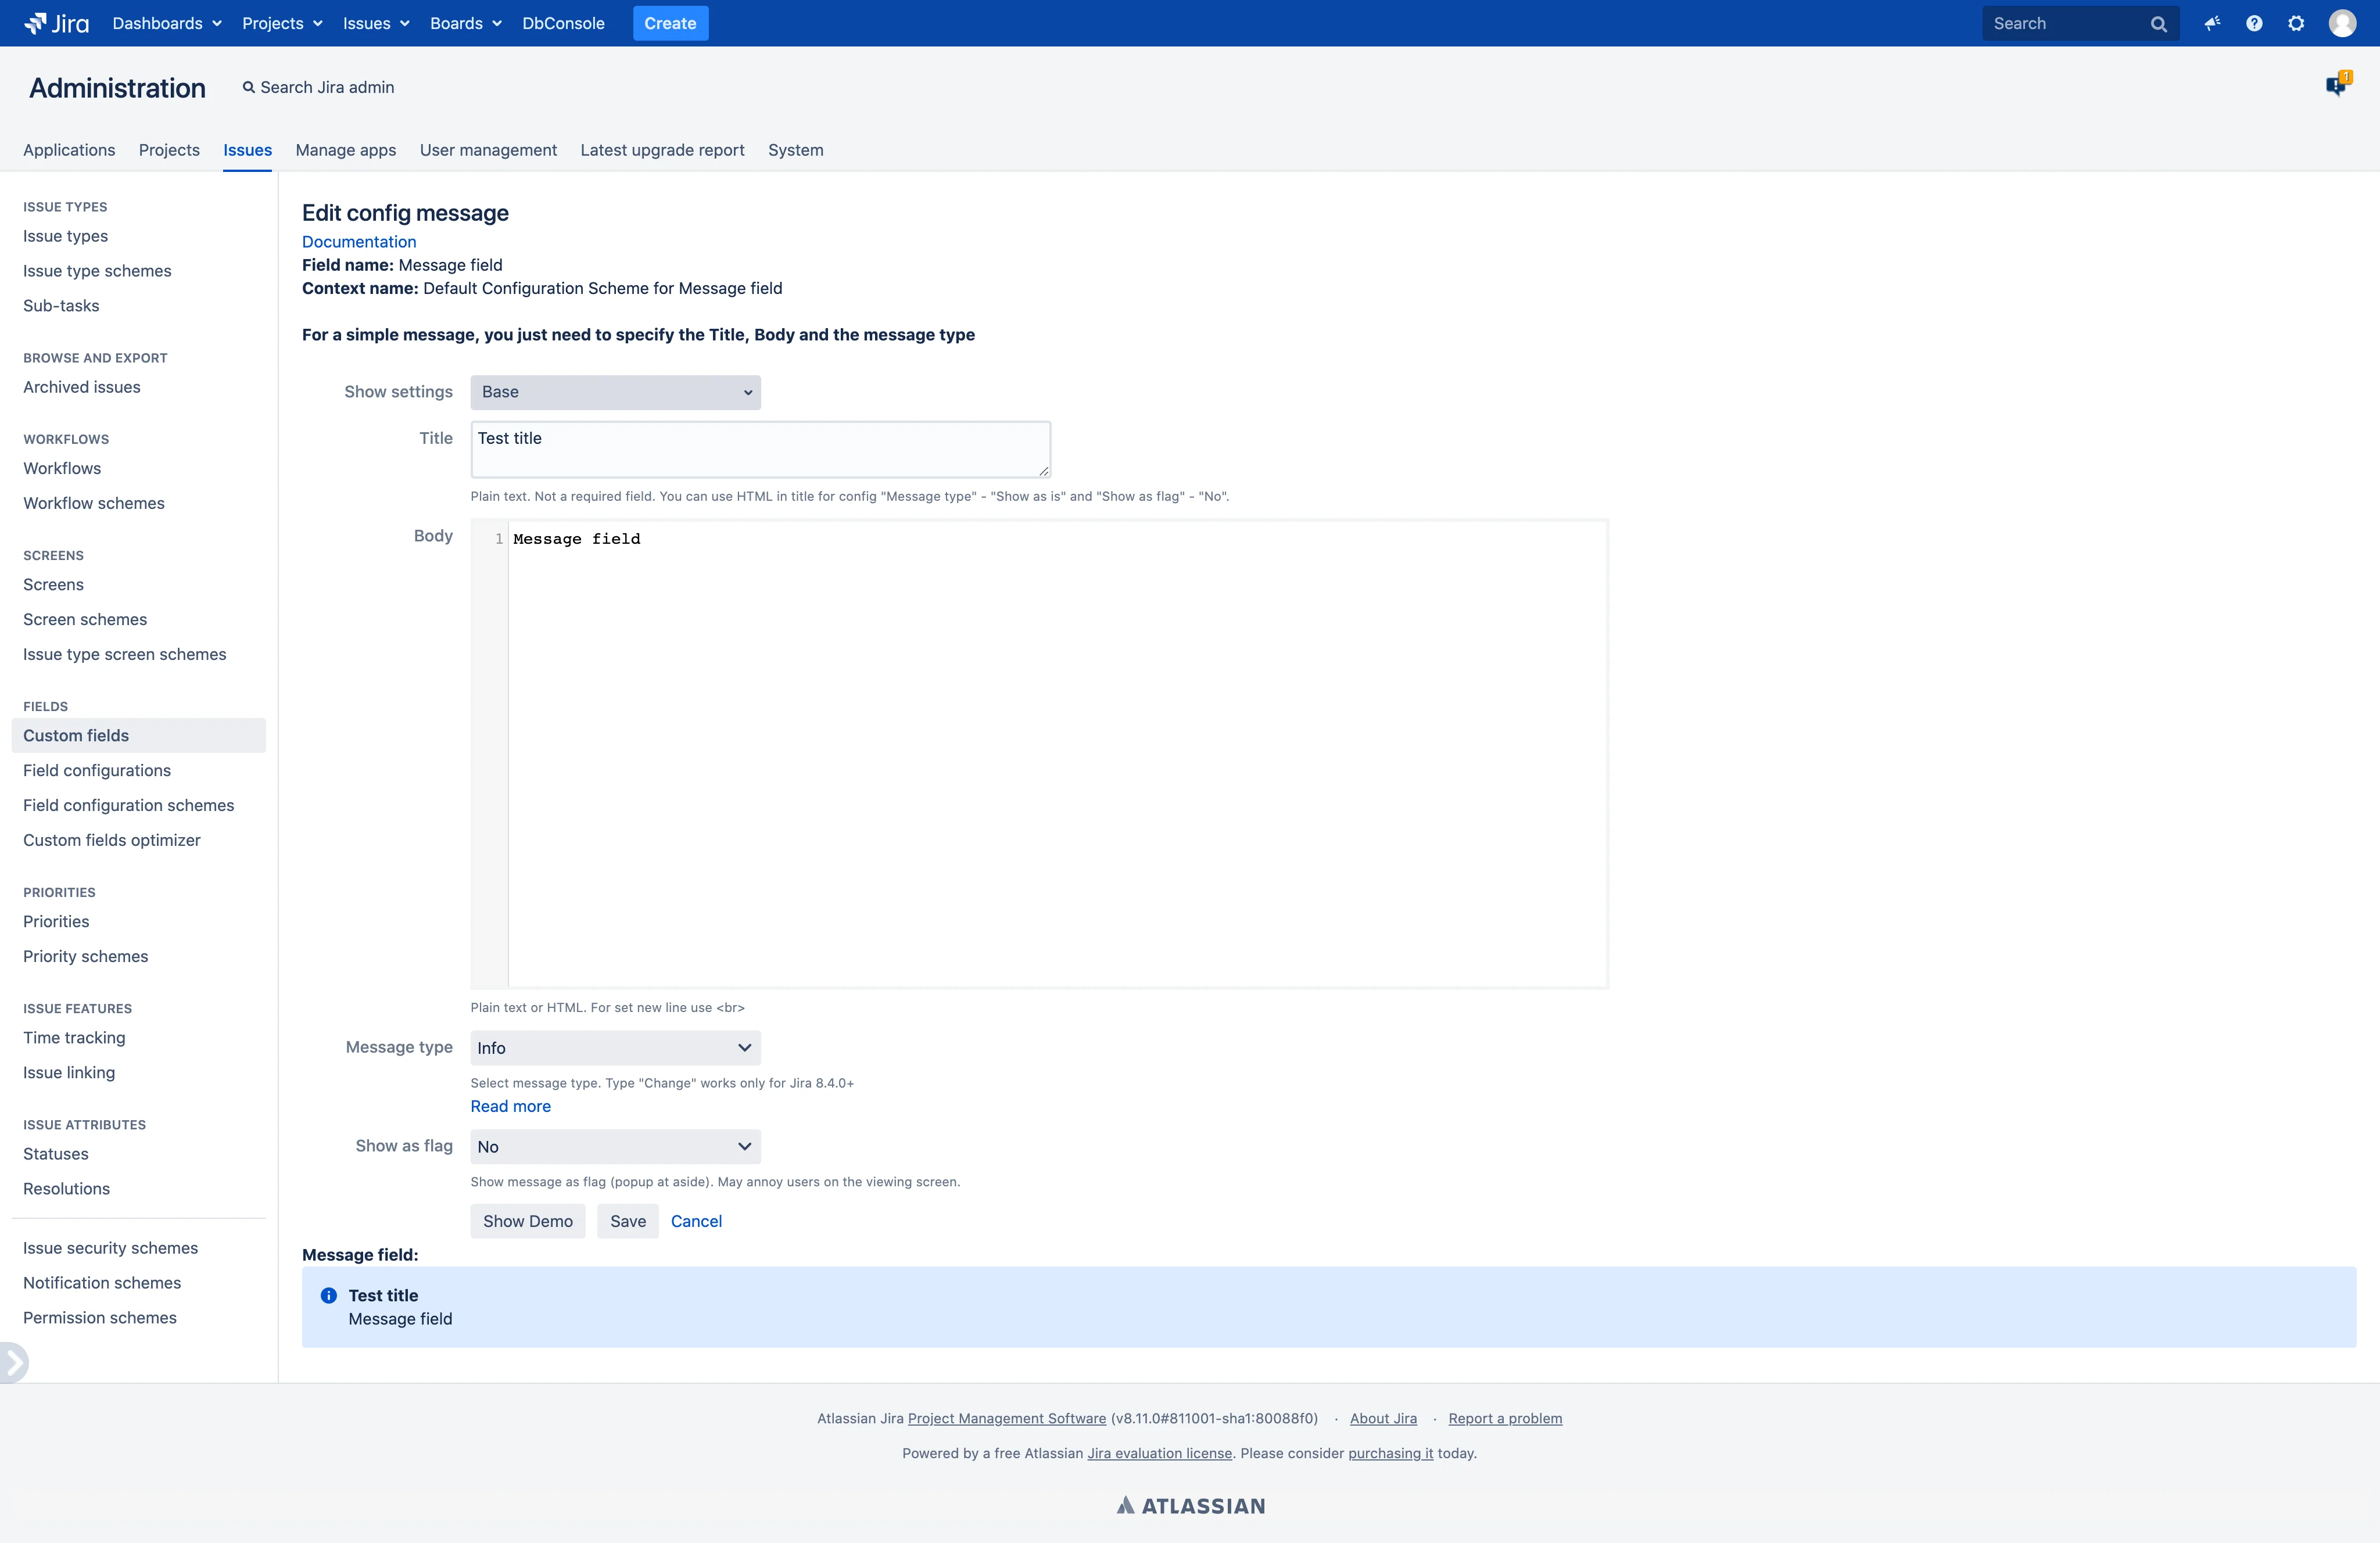 Jira Dashboards Projects Issues Boards DbConsole Create Search
Administration Search Jira admin 1
Applications Projects Issues Manage apps User management Latest upgrade report System
ISSUE TYPES
Issue types
Issue type schemes
Sub-tasks
BROWSE AND EXPORT
Archived issues
WORKFLOWS
Workflows
Workflow schemes
SCREENS
Screens
Screen schemes
Issue type screen schemes
FIELDS
Custom fields
Field configurations
Field configuration schemes
Custom fields optimizer
PRIORITIES
Priorities
Priority schemes
ISSUE FEATURES
Time tracking
Issue linking
ISSUE ATTRIBUTES
Statuses
Resolutions
Issue security schemes
Notification schemes
Permission schemes
Edit config message
Documentation
Field name: Message field
Context name: Default Configuration Scheme for Message field
For a simple message, you just need to specify the Title, Body and the message type
Show settings Base
Title Test title
Plain text. Not a required field. You can use HTML in title for config "Message type" - "Show as is" and "Show as flag" - "No".
Body 1 Message field
Plain text or HTML. For set new line use <br>
Message type Info
Select message type. Type "Change" works only for Jira 8.4.0+
Read more
Show as flag No
Show message as flag (popup at aside). May annoy users on the viewing screen.
Show Demo Save Cancel
Message field:
Test title
Message field
Atlassian Jira Project Management Software (v8.11.0#811001-sha1:80088f0) · About Jira · Report a problem
Powered by a free Atlassian Jira evaluation license. Please consider purchasing it today.
ATLASSIAN